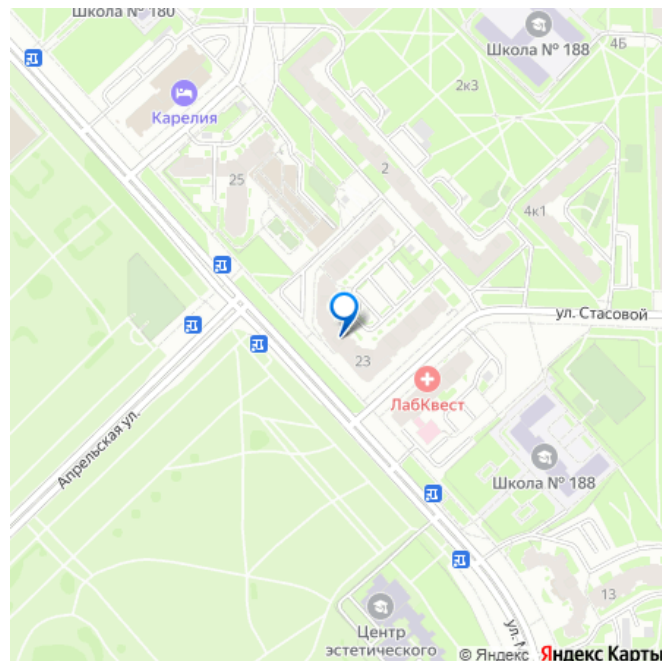 Школа № 180
Школа № 188
4Б
2к3
Карелия
2
25
4к1
ул. Стасовой
23
ЛабКвест
Апрельская ул.
Школа № 188
13
Центр
эстетического
ул.
© Яндекс Яндекс Карты